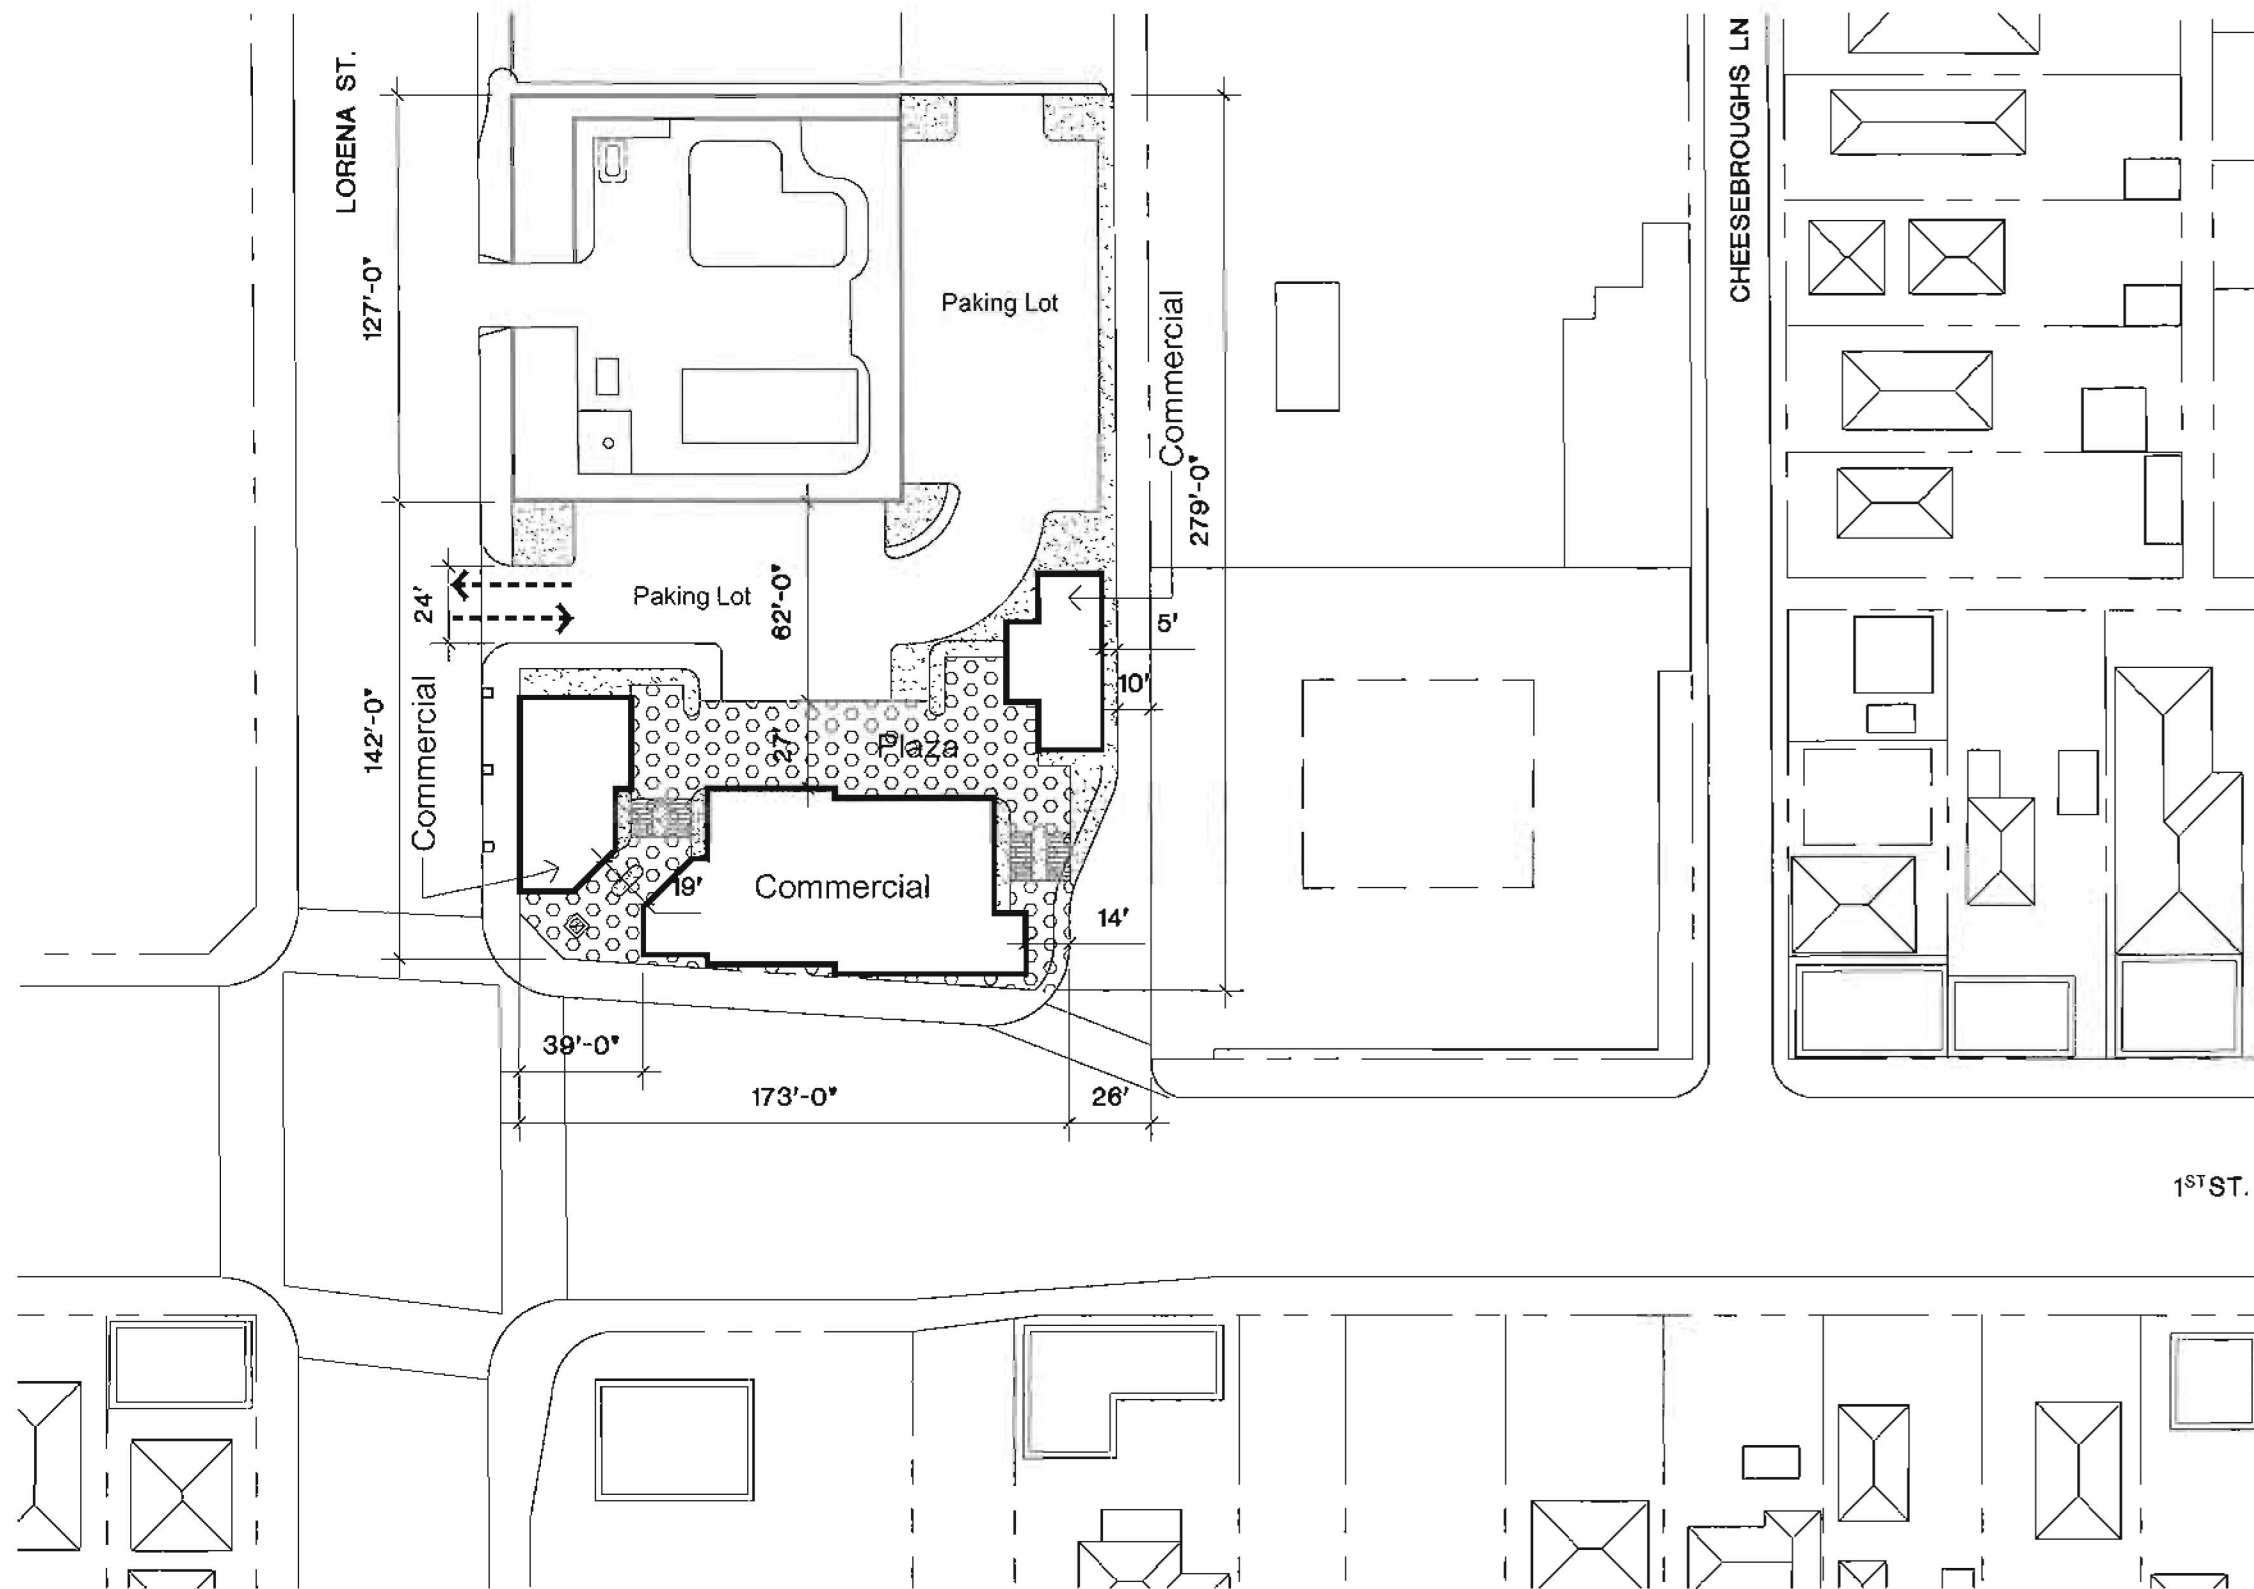 LORENA ST.
CHEESEBROUGHS LN
127'-0"
Paking Lot
Commercial
279'-0"
24'
Paking Lot
62'-0"
5'
10'
142'-0"
Commercial
27'
Plaza
19'
Commercial
14'
39'-0"
173'-0"
26'
1ST ST.